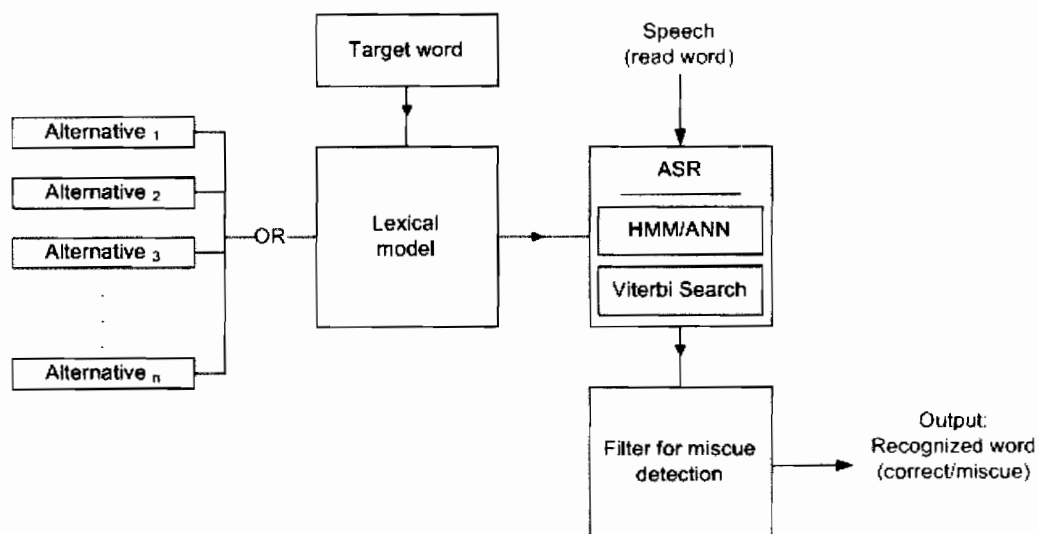 Target word
Speech
(read word)
Alternative 1
Alternative 2
Alternative 3
.
.
.
Alternative n
OR
Lexical
model
ASR
HMM/ANN
Viterbi Search
Filter for miscue
detection
Output:
Recognized word
(correct/miscue)